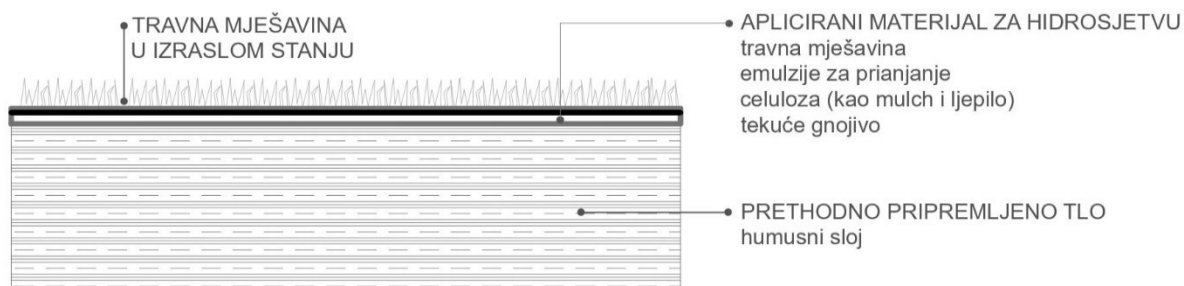 TRAVNA MJEŠAVINA
U IZRASLOM STANJU
APLICIRANI MATERIJAL ZA HIDROSJETVU
travna mješavina
emulzije za prianjanje
celuloza (kao mulch i ljepilo)
tekuće gnojivo
PRETHODNO PRIPREMLJENO TLO
humusni sloj